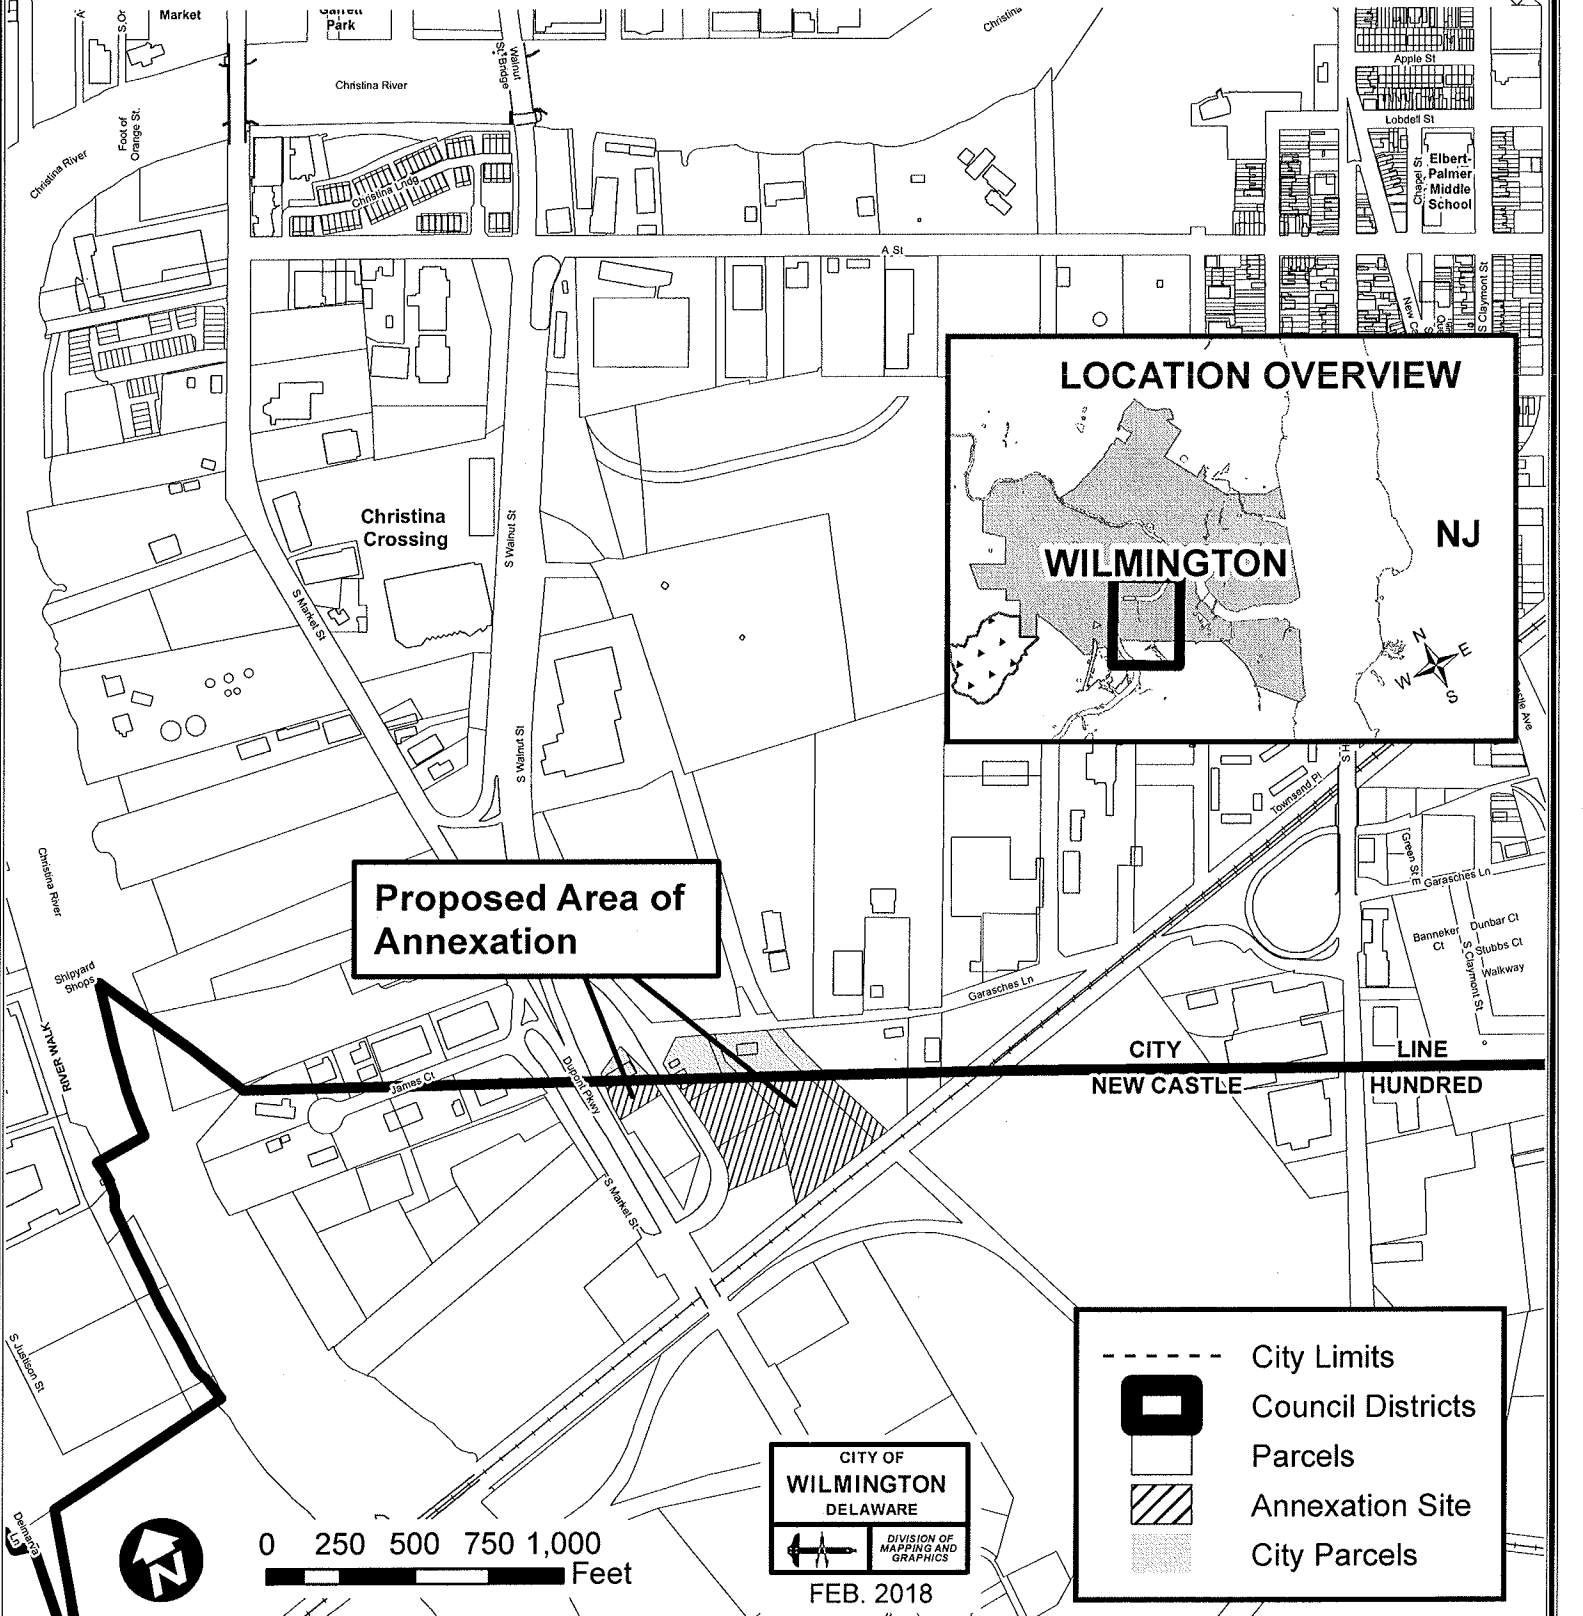 Market
Garrett
Park
S Or
Walnut
St Bridge
Christina
Christina River
Foot of
Orange St.
Christina River
Apple St
Lobdell St
Elbert-
Palmer
Middle
School
Chapel St
Christina Lndg
A St
S Claymont St
LOCATION OVERVIEW
WILMINGTON
NJ
N
E
W
S
Christina
Crossing
S Walnut St
S Market St
S Walnut St
Townsend Pl
Christina River
Green St
Garasches Ln
Dunbar Ct
Banneker
Ct
Stubbs Ct
S Claymont St
Walkway
Proposed Area of
Annexation
Shipyard
Shops
RIVER WALK
Garasches Ln
James Ct
Dupont Pkwy
CITY
LINE
NEW CASTLE
HUNDRED
S Market St
S Justison St
Delmarva
Ln
City Limits
Council Districts
Parcels
Annexation Site
City Parcels
CITY OF
WILMINGTON
DELAWARE
DIVISION OF
MAPPING AND
GRAPHICS
FEB. 2018
N
0 250 500 750 1,000
Feet